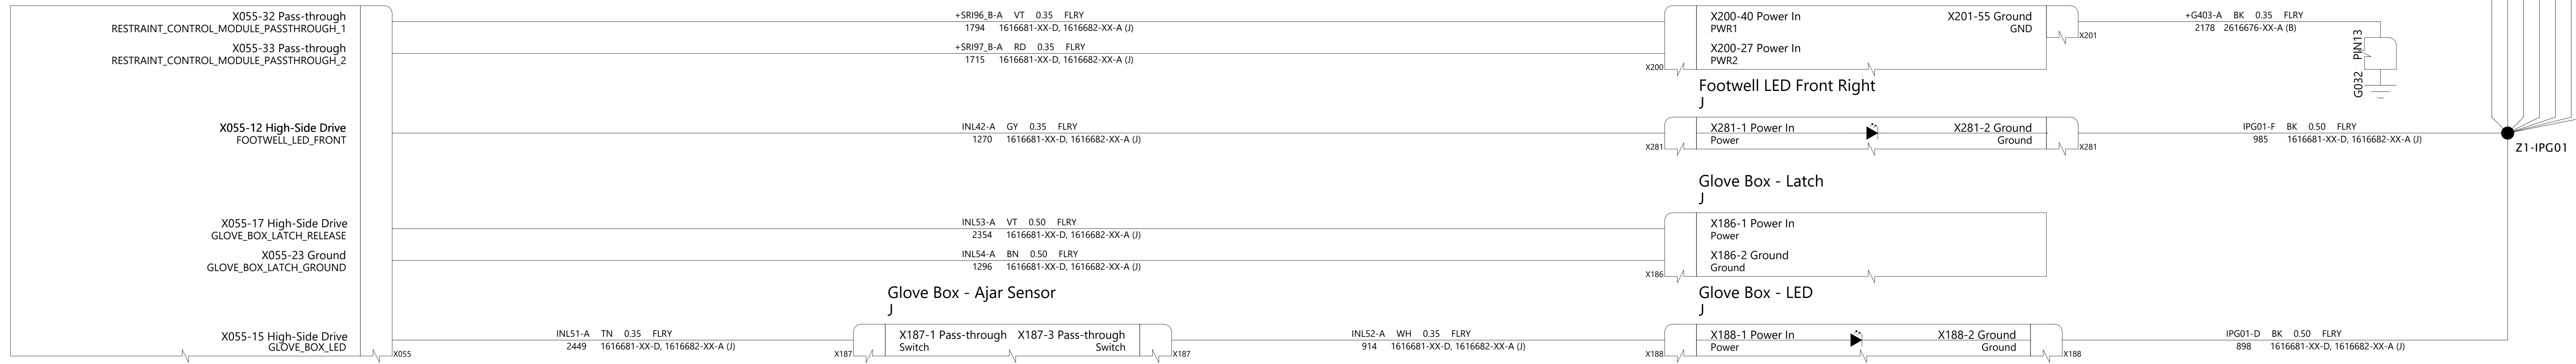 X055-32 Pass-through
RESTRAINT_CONTROL_MODULE_PASSTHROUGH_1
+SRI96_B-A VT 0.35 FLRY
1794 1616681-XX-D, 1616682-XX-A (J)
X200-40 Power In
PWR1
X201-55 Ground
GND
X201
+G403-A BK 0.35 FLRY
2178 2616676-XX-A (B)
PIN13
G032
X055-33 Pass-through
RESTRAINT_CONTROL_MODULE_PASSTHROUGH_2
+SRI97_B-A RD 0.35 FLRY
1715 1616681-XX-D, 1616682-XX-A (J)
X200-27 Power In
PWR2
X200
Footwell LED Front Right
J
X055-12 High-Side Drive
FOOTWELL_LED_FRONT
INL42-A GY 0.35 FLRY
1270 1616681-XX-D, 1616682-XX-A (J)
X281
X281-1 Power In
Power
X281-2 Ground
Ground
X281
IPG01-F BK 0.50 FLRY
985 1616681-XX-D, 1616682-XX-A (J)
Z1-IPG01
Glove Box - Latch
J
X055-17 High-Side Drive
GLOVE_BOX_LATCH_RELEASE
INL53-A VT 0.50 FLRY
2354 1616681-XX-D, 1616682-XX-A (J)
X186-1 Power In
Power
X055-23 Ground
GLOVE_BOX_LATCH_GROUND
INL54-A BN 0.50 FLRY
1296 1616681-XX-D, 1616682-XX-A (J)
X186-2 Ground
Ground
X186
Glove Box - Ajar Sensor
J
Glove Box - LED
J
X055-15 High-Side Drive
GLOVE_BOX_LED
X055
INL51-A TN 0.35 FLRY
2449 1616681-XX-D, 1616682-XX-A (J)
X187
X187-1 Pass-through
Switch
X187-3 Pass-through
Switch
X187
INL52-A WH 0.35 FLRY
914 1616681-XX-D, 1616682-XX-A (J)
X188
X188-1 Power In
Power
X188-2 Ground
Ground
X188
IPG01-D BK 0.50 FLRY
898 1616681-XX-D, 1616682-XX-A (J)